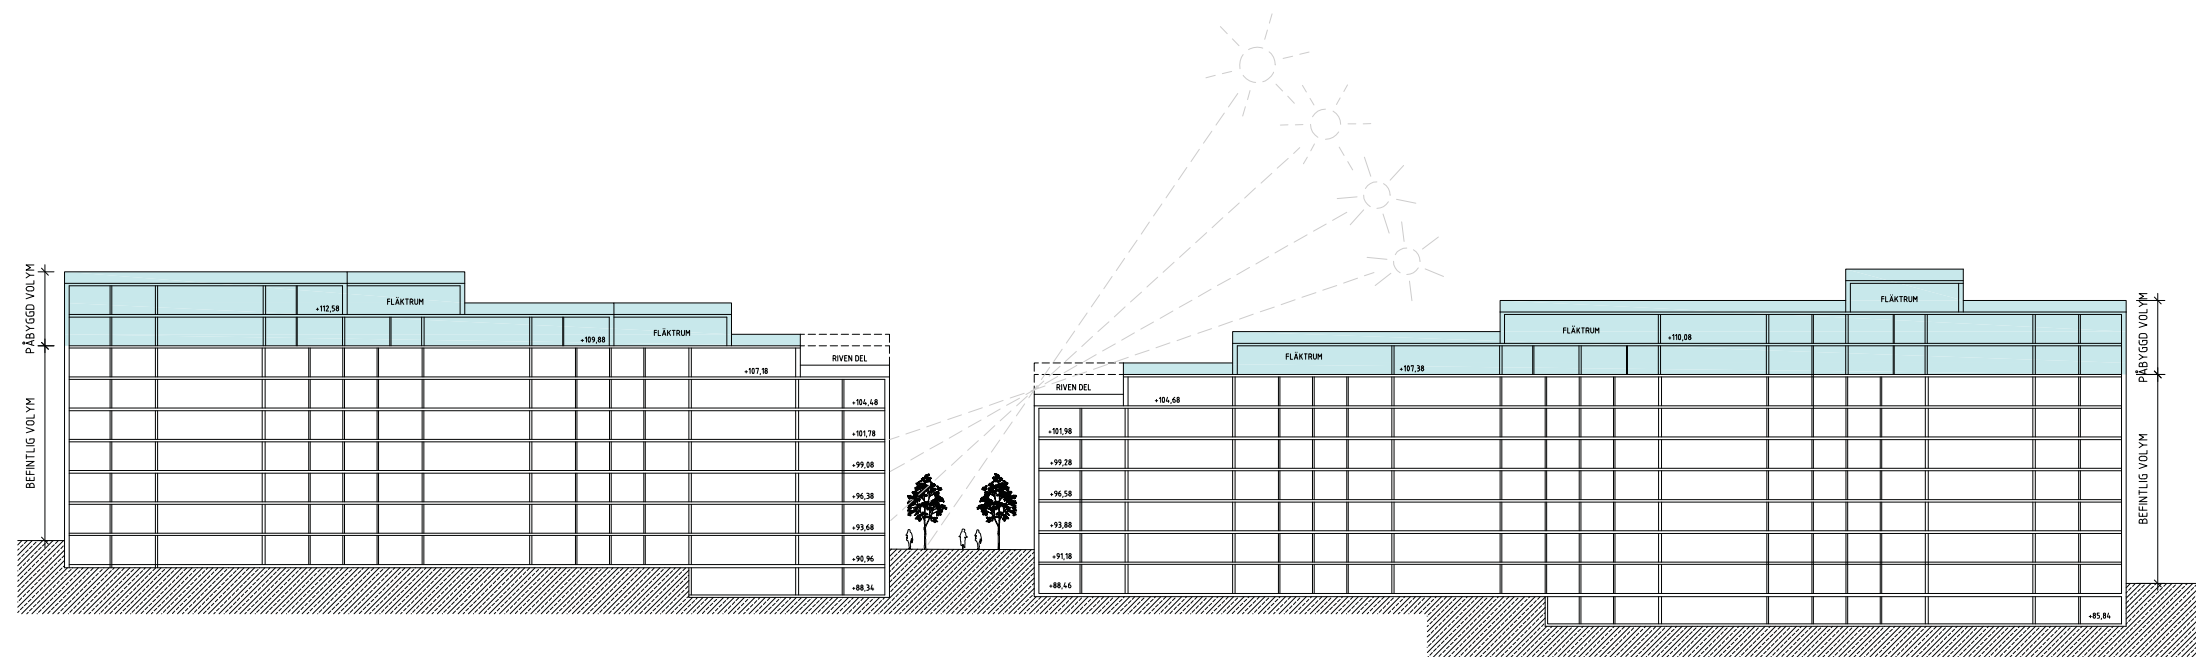 PÅBYGGD VOLYM
BEFINTLIG VOLYM
FLÄKTRUM
+112,58
FLÄKTRUM
+109,88
RIVEN DEL
+107,18
+104,48
+101,78
+99,08
+96,38
+93,68
+90,96
+88,34
FLÄKTRUM
FLÄKTRUM
+110,08
FLÄKTRUM
+107,38
RIVEN DEL
+104,68
+101,98
+99,28
+96,58
+93,88
+91,18
+88,46
+85,84
PÅBYGGD VOLYM
BEFINTLIG VOLYM